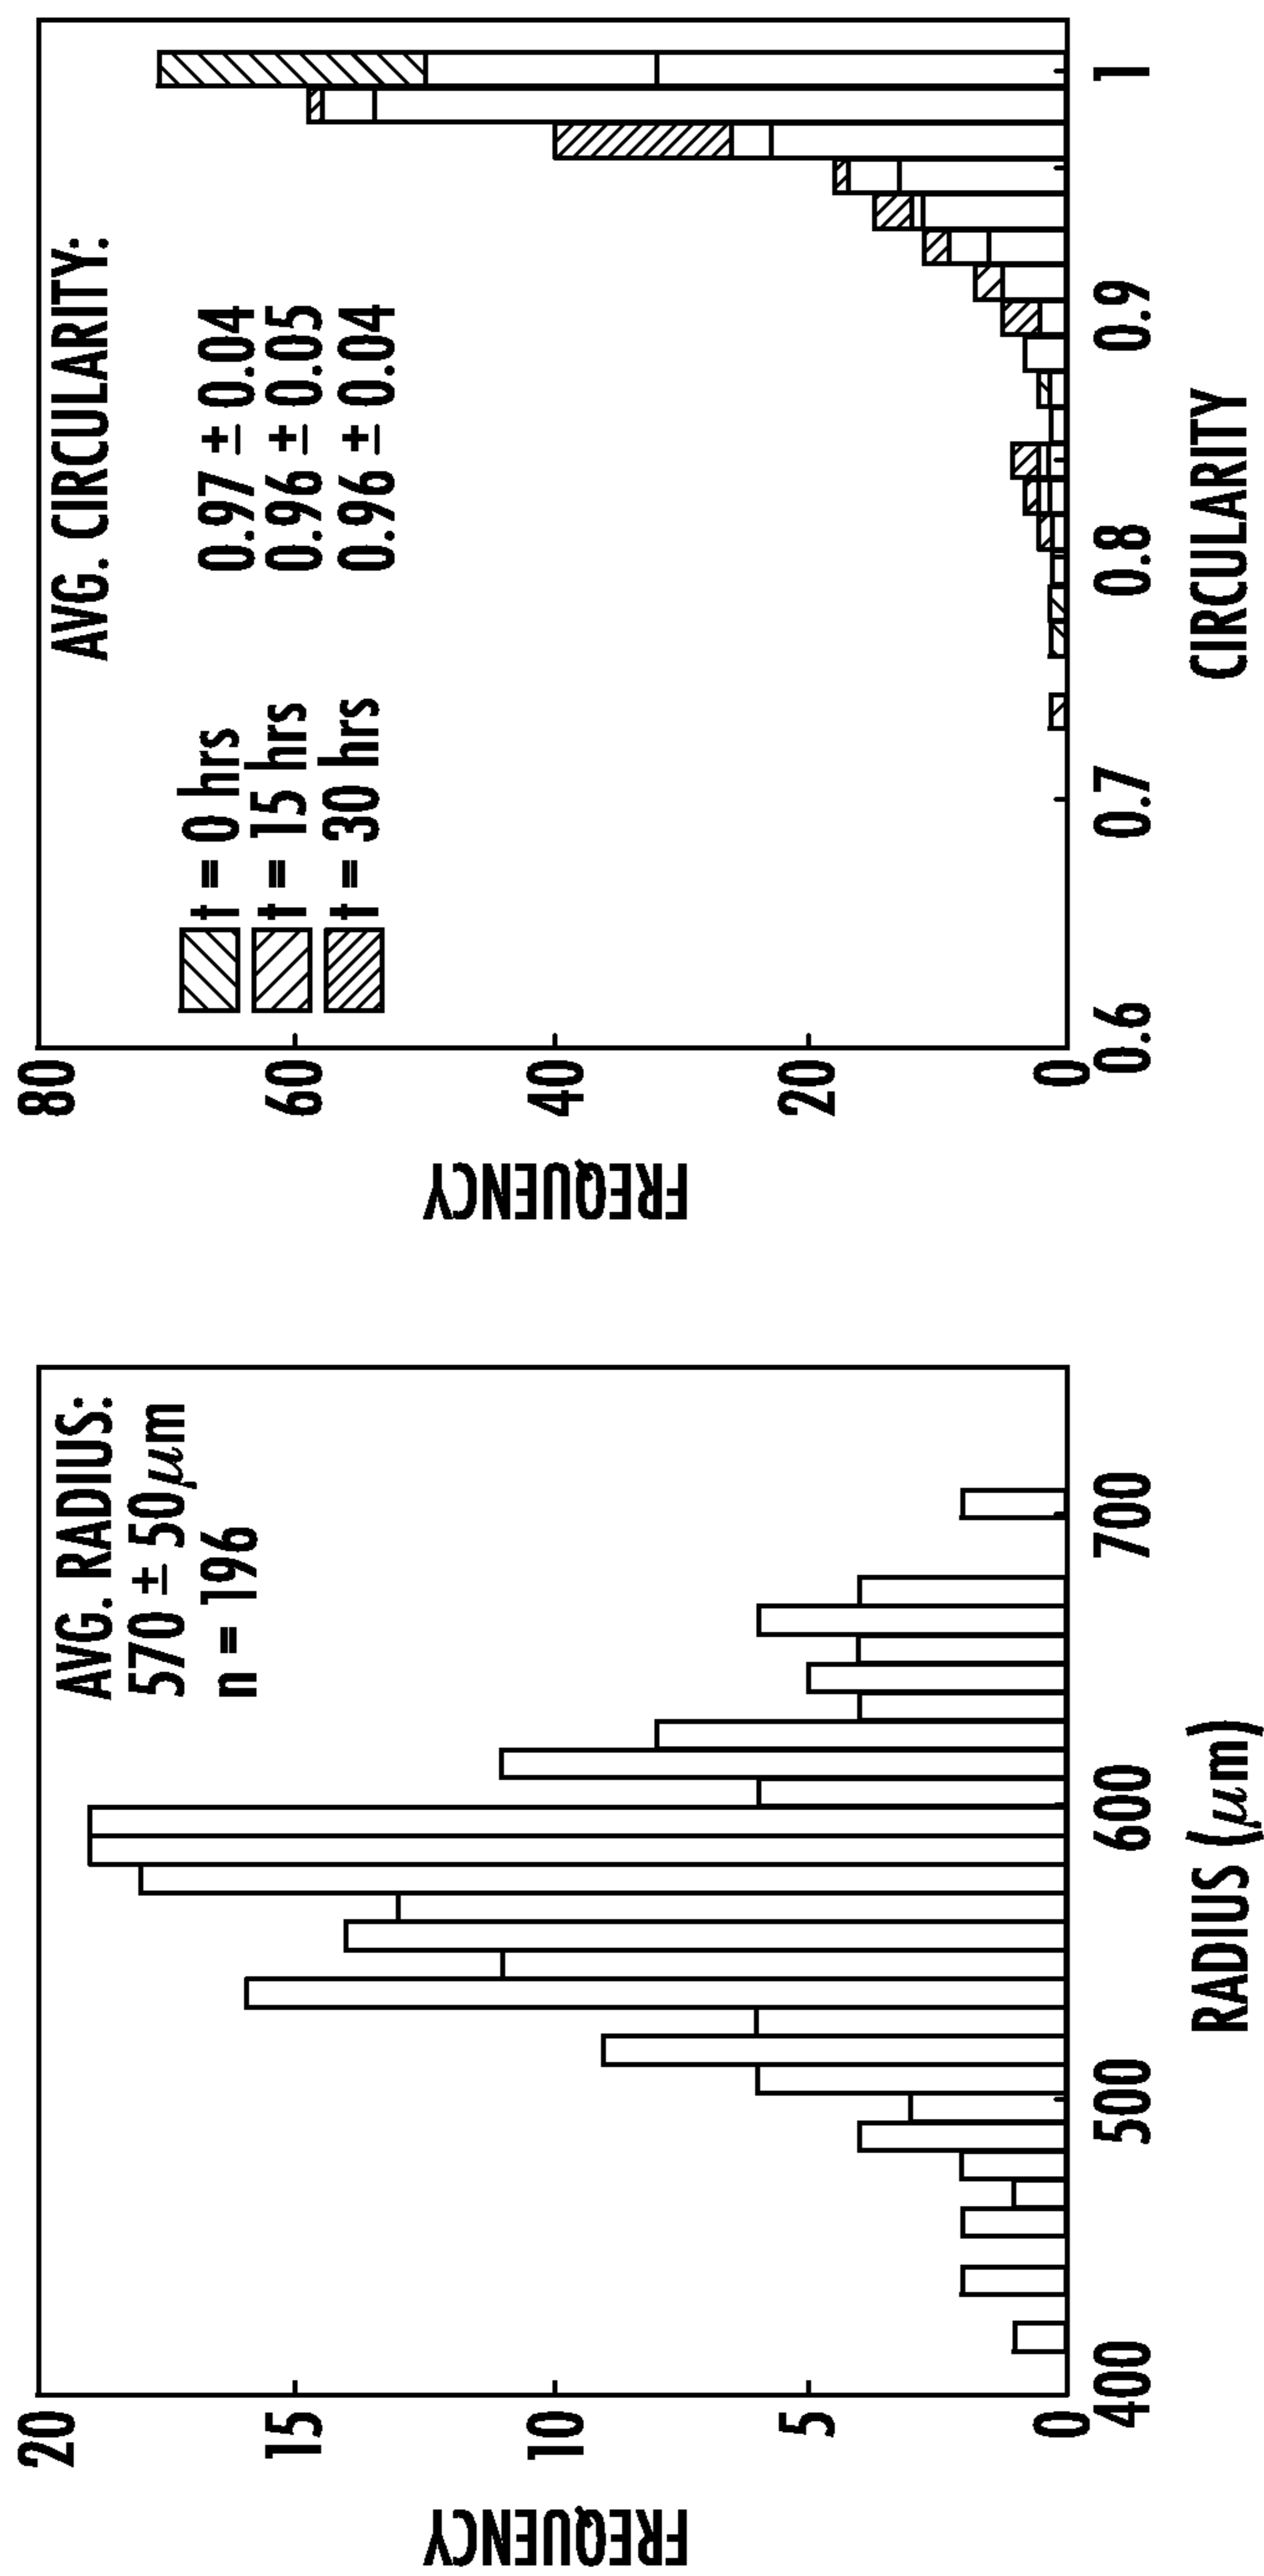 AVG. RADIUS:
570 ± 50 μm
n = 196
FREQUENCY
20
15
10
5
0
400
500
600
700
RADIUS (μm)
AVG. CIRCULARITY:
t = 0 hrs 0.97 ± 0.04
t = 15 hrs 0.96 ± 0.05
t = 30 hrs 0.96 ± 0.04
FREQUENCY
80
60
40
20
0
0.6
0.7
0.8
0.9
1
CIRCULARITY